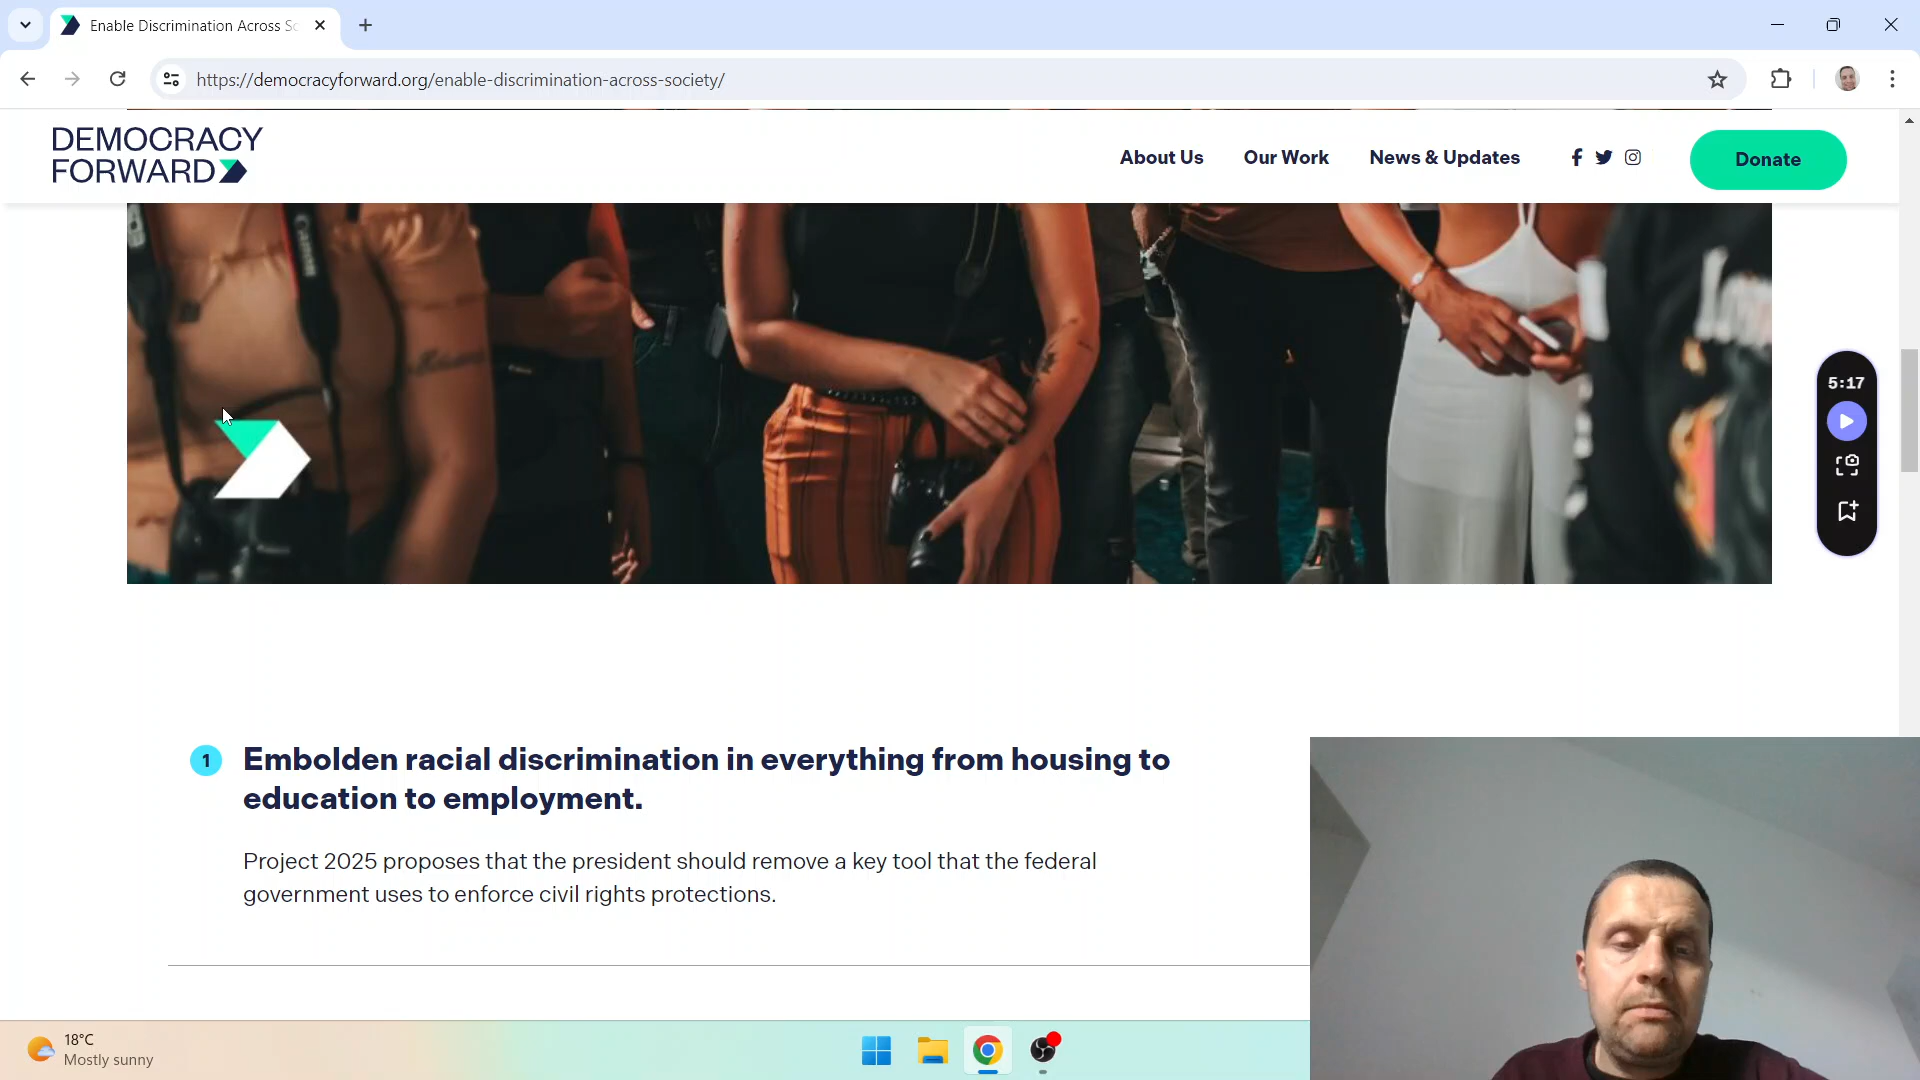 Enable Discrimination Across Sc
https://democracyforward.org/enable-discrimination-across-society/
DEMOCRACY
FORWARD
About Us
Our Work
News & Updates
Donate
Canon
5:17
1
Embolden racial discrimination in everything from housing to
education to employment.
Project 2025 proposes that the president should remove a key tool that the federal
government uses to enforce civil rights protections.
18°C
Mostly sunny